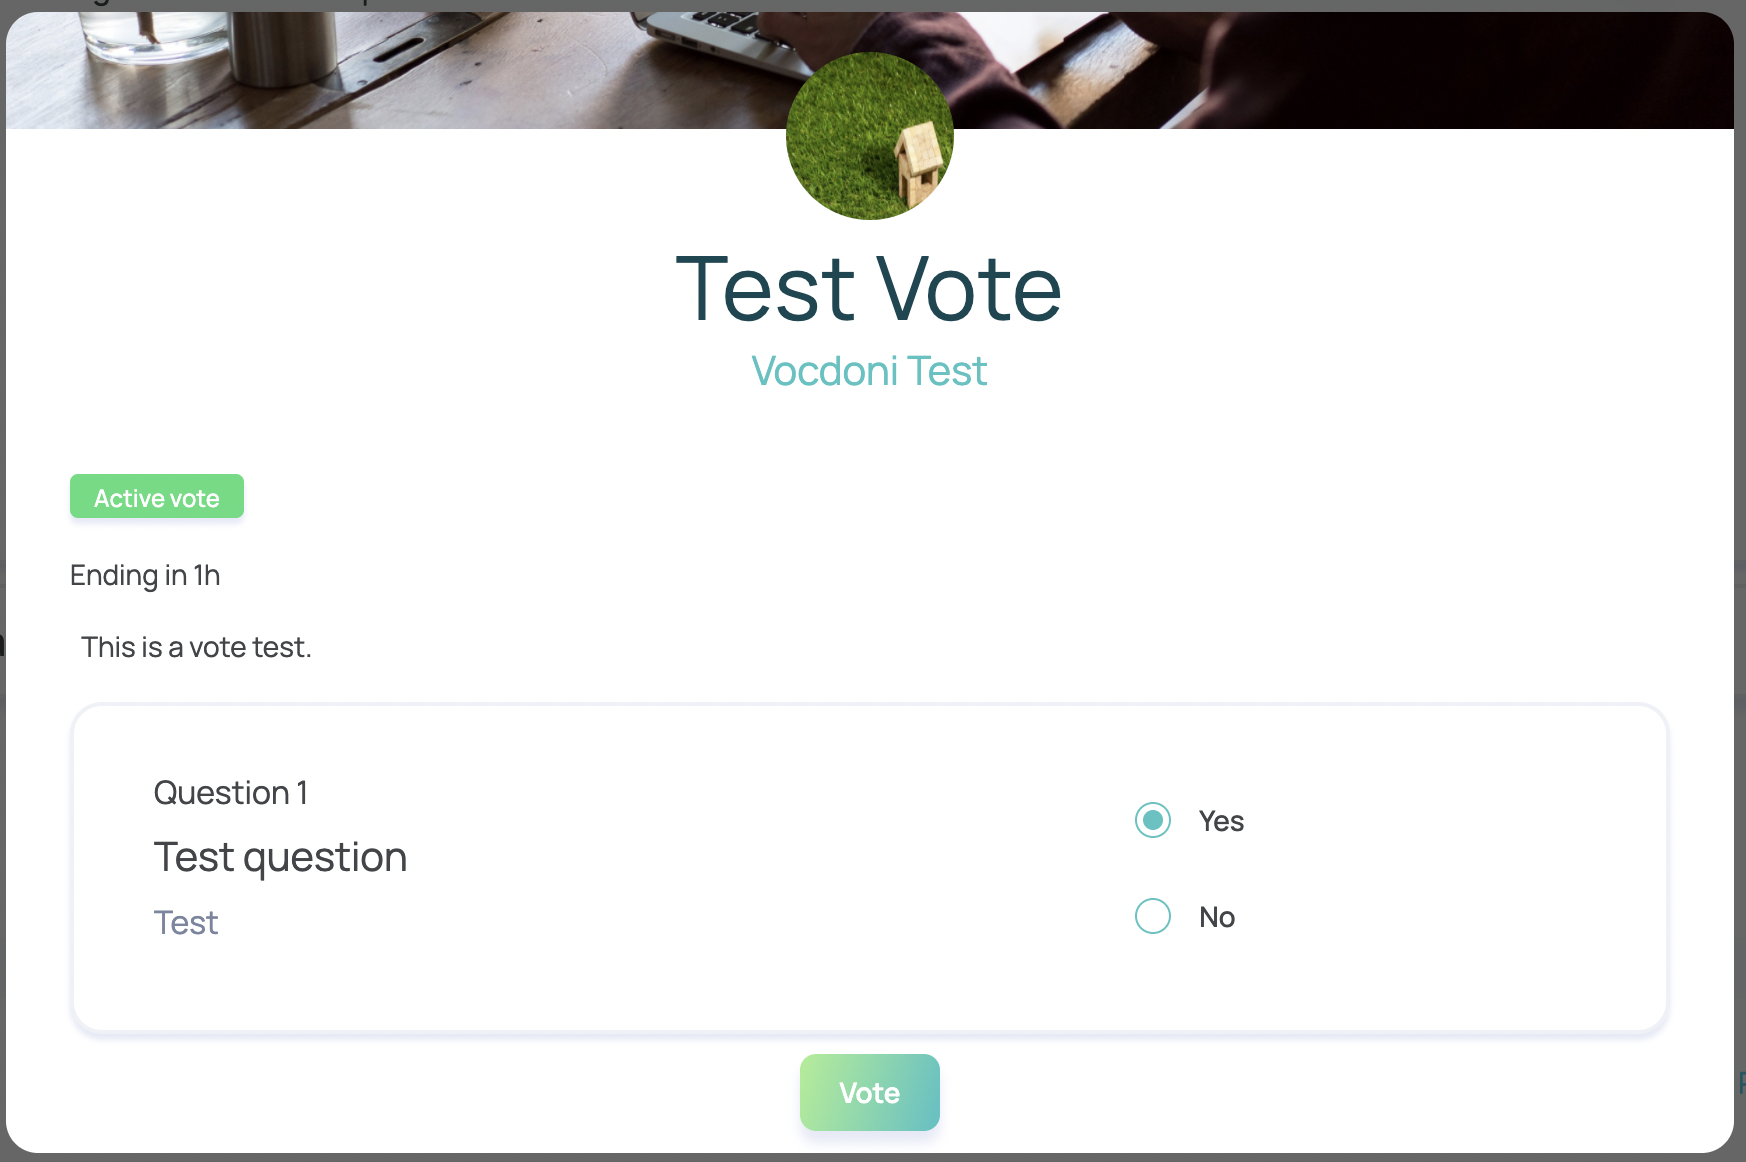 Test Vote
Vocdoni Test
Active vote
Ending in 1h
This is a vote test.
Question 1
Test question
Test
Yes
No
Vote